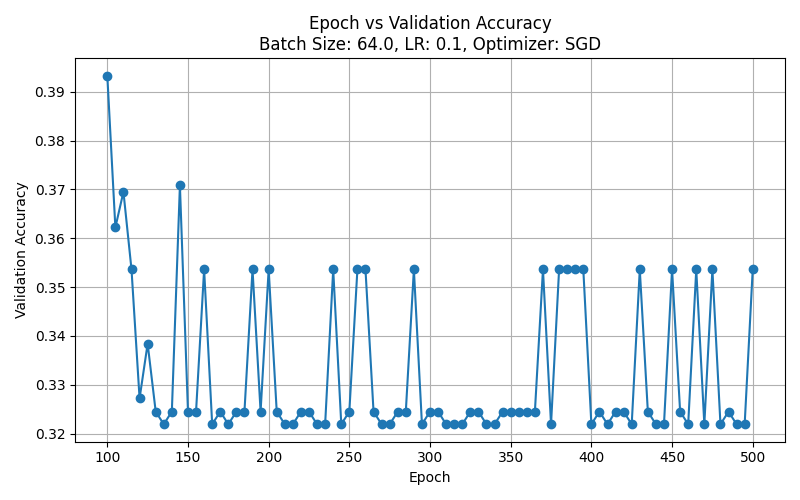 Epoch vs Validation Accuracy
Batch Size: 64.0, LR: 0.1, Optimizer: SGD
Validation Accuracy
0.39
0.38
0.37
0.36
0.35
0.34
0.33
0.32
100 150 200 250 300 350 400 450 500
Epoch